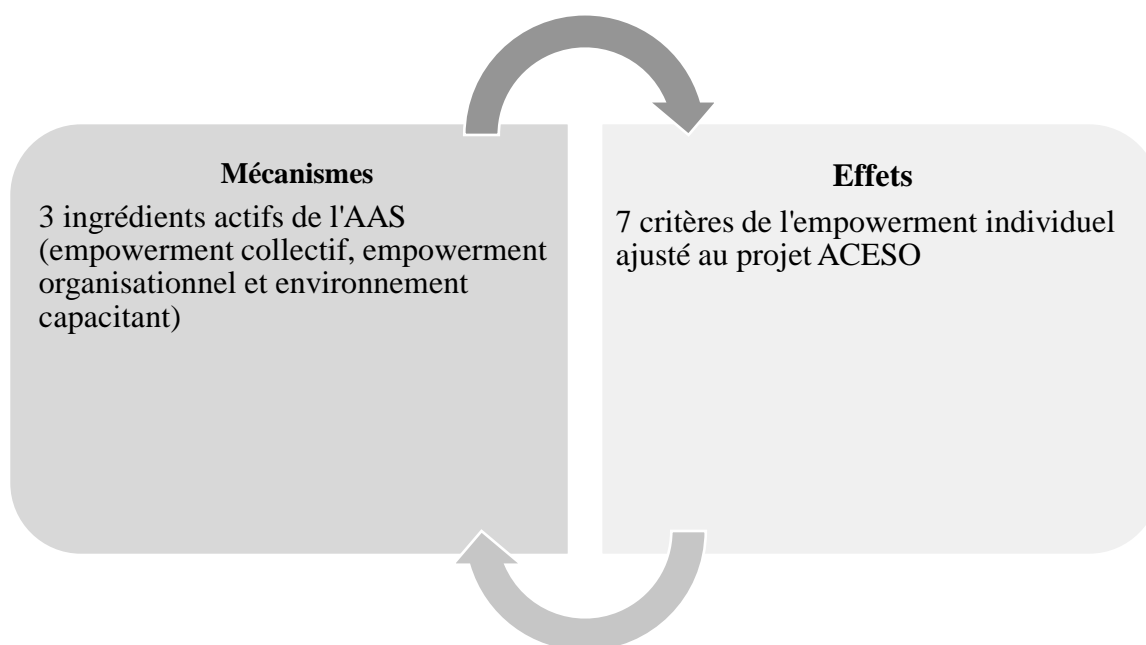 Mécanismes
3 ingrédients actifs de l'AAS
(empowerment collectif, empowerment
organisationnel et environnement
capacitant)
Effets
7 critères de l'empowerment individuel
ajusté au projet ACESO